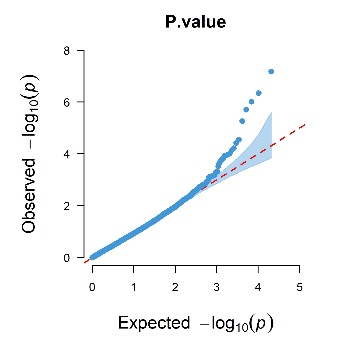 P.value
8
6
4
2
0
Observed −log₁₀(p)
0 1 2 3 4 5
Expected −log₁₀(p)